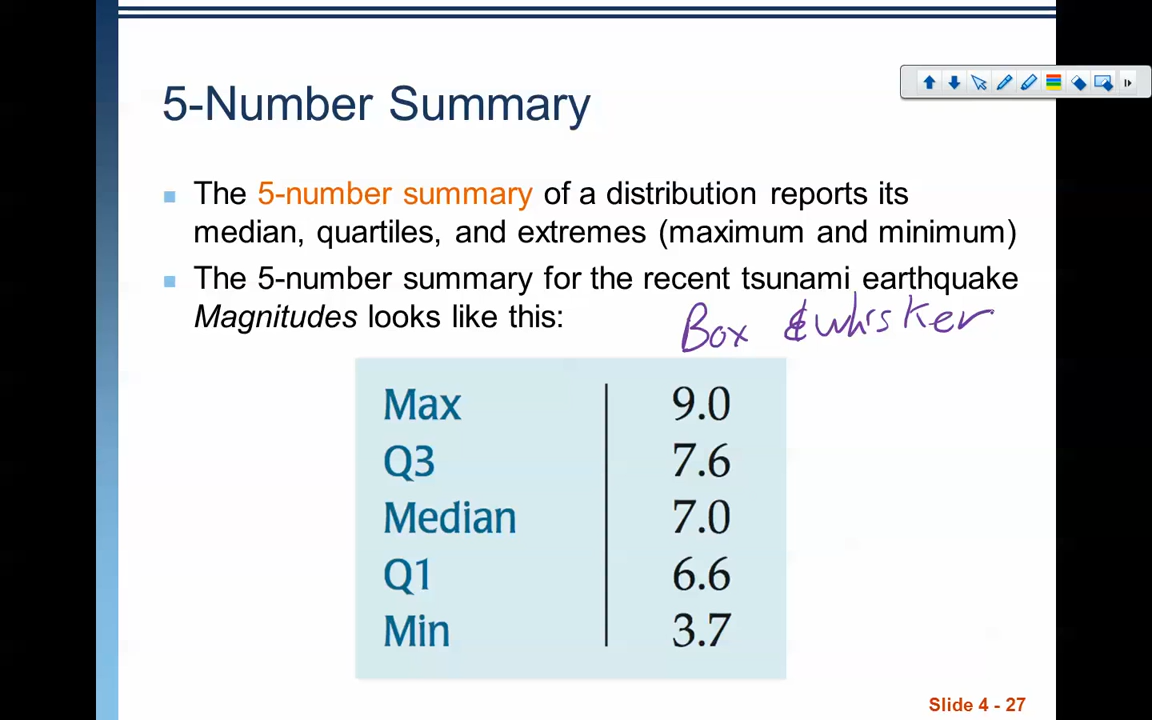 5-Number Summary
The 5-number summary of a distribution reports its
median, quartiles, and extremes (maximum and minimum)
The 5-number summary for the recent tsunami earthquake
Magnitudes looks like this:
Box & whisker
Max 9.0
Q3 7.6
Median 7.0
Q1 6.6
Min 3.7
Slide 4 - 27